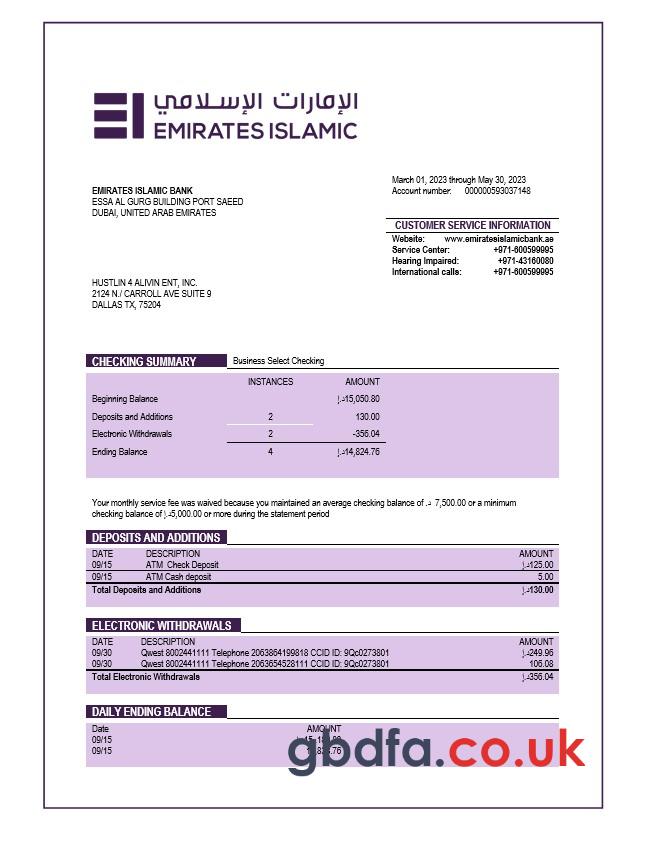 الإمارات الإسلامي
EMIRATES ISLAMIC
March 01, 2023 through May 30, 2023
Account number: 000000593037148
EMIRATES ISLAMIC BANK
ESSA AL GURG BUILDING PORT SAEED
DUBAI, UNITED ARAB EMIRATES
CUSTOMER SERVICE INFORMATION
Website: www.emiratesislamicbank.ae
Service Center: +971-600599995
Hearing Impaired: +971-43160080
International calls: +971-600599995
HUSTLIN 4 ALIVIN ENT, INC.
2124 N./ CARROLL AVE SUITE 9
DALLAS TX, 75204
CHECKING SUMMARY Business Select Checking
INSTANCES AMOUNT
Beginning Balance د.إ15,050.80
Deposits and Additions 2 130.00
Electronic Withdrawals 2 -356.04
Ending Balance 4 د.إ14,824.76
Your monthly service fee was waived because you maintained an average checking balance of د.إ 7,500.00 or a minimum
checking balance of د.إ5,000.00 or more during the statement period
DEPOSITS AND ADDITIONS
DATE DESCRIPTION AMOUNT
09/15 ATM Check Deposit د.إ125.00
09/15 ATM Cash deposit 5.00
Total Deposits and Additions د.إ130.00
ELECTRONIC WITHDRAWALS
DATE DESCRIPTION AMOUNT
09/30 Qwest 8002441111 Telephone 2063864199818 CCID ID: 9Qc0273801 د.إ249.96
09/30 Qwest 8002441111 Telephone 2063654528111 CCID ID: 9Qc0273801 106.08
Total Electronic Withdrawals د.إ356.04
DAILY ENDING BALANCE
Date AMOUNT
09/15
09/15
gbdfa.co.uk